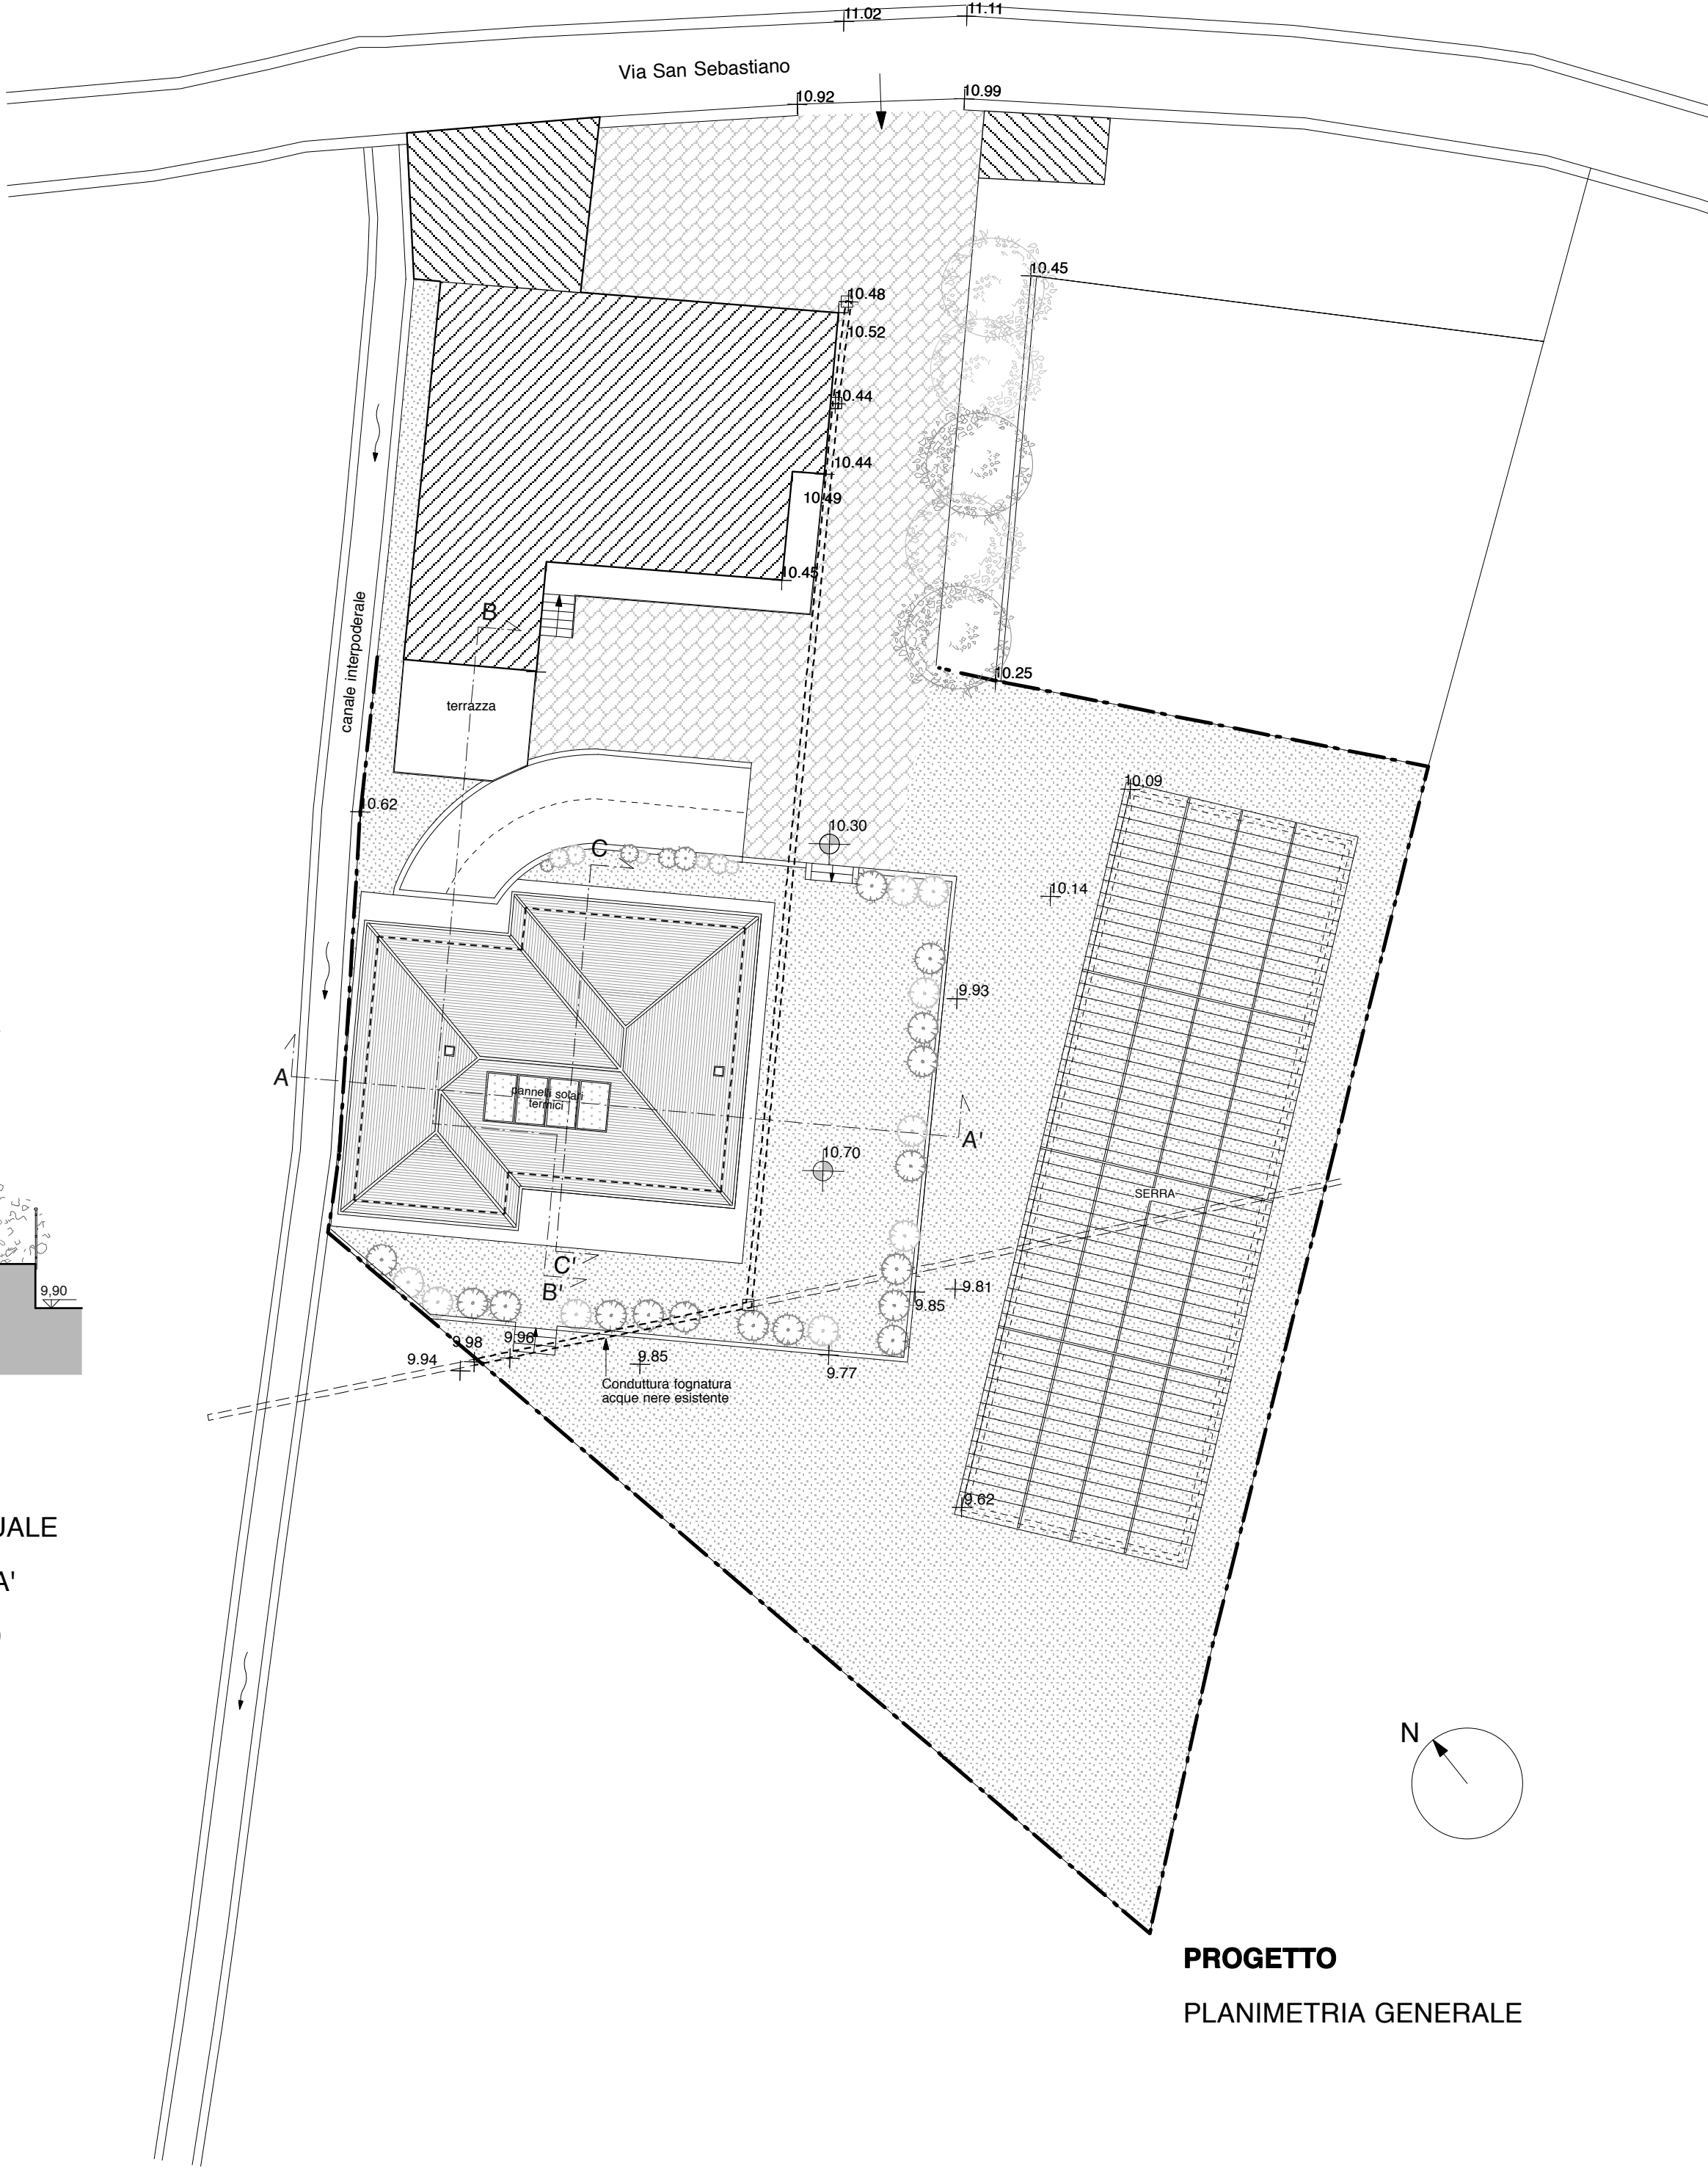 11.02
11.11
Via San Sebastiano
10.92
10.99
10.45
10.48
10.52
10.44
10.44
10.49
10.45
B
canale interpoderale
10.25
terrazza
10,09
10.62
10.30
C
10.14
9.93
A
pannelli solari
termici
A'
10.70
SERRA
C'
B'
9.81
9.85
9,90
9.98
9.96
9.94
9.85
9.77
Conduttura fognatura
acque nere esistente
9.62
UALE
A'
N
PROGETTO
PLANIMETRIA GENERALE